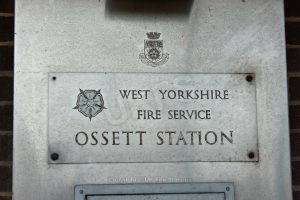 WEST YORKSHIRE
FIRE SERVICE
OSSETT STATION